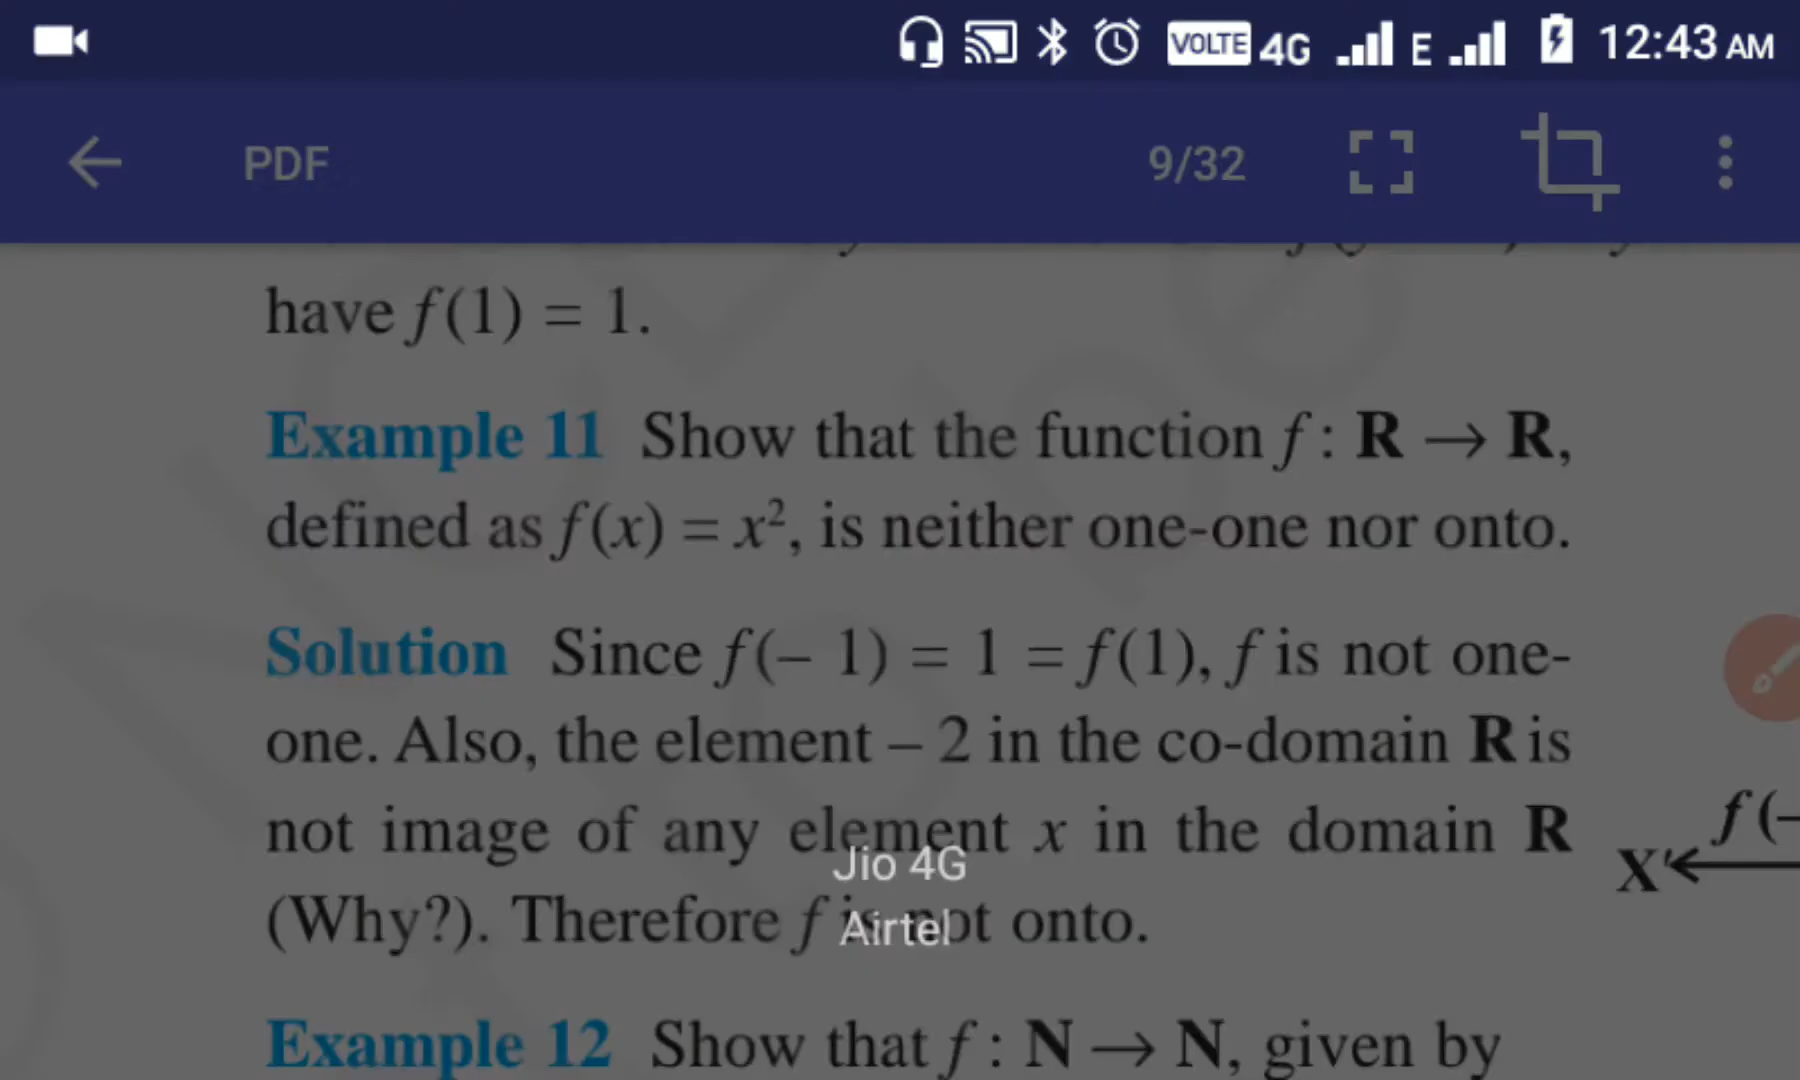 VOLTE 4G E 12:43 AM
PDF 9/32
have f(1) = 1.
Example 11 Show that the function f : R → R,
defined as f(x) = x², is neither one-one nor onto.
Solution Since f(– 1) = 1 = f(1), f is not one-
one. Also, the element – 2 in the co-domain R is
not image of any element x in the domain R
f(–
X′
Jio 4G
(Why?). Therefore f is not onto.
Airtel
Example 12 Show that f : N → N, given by